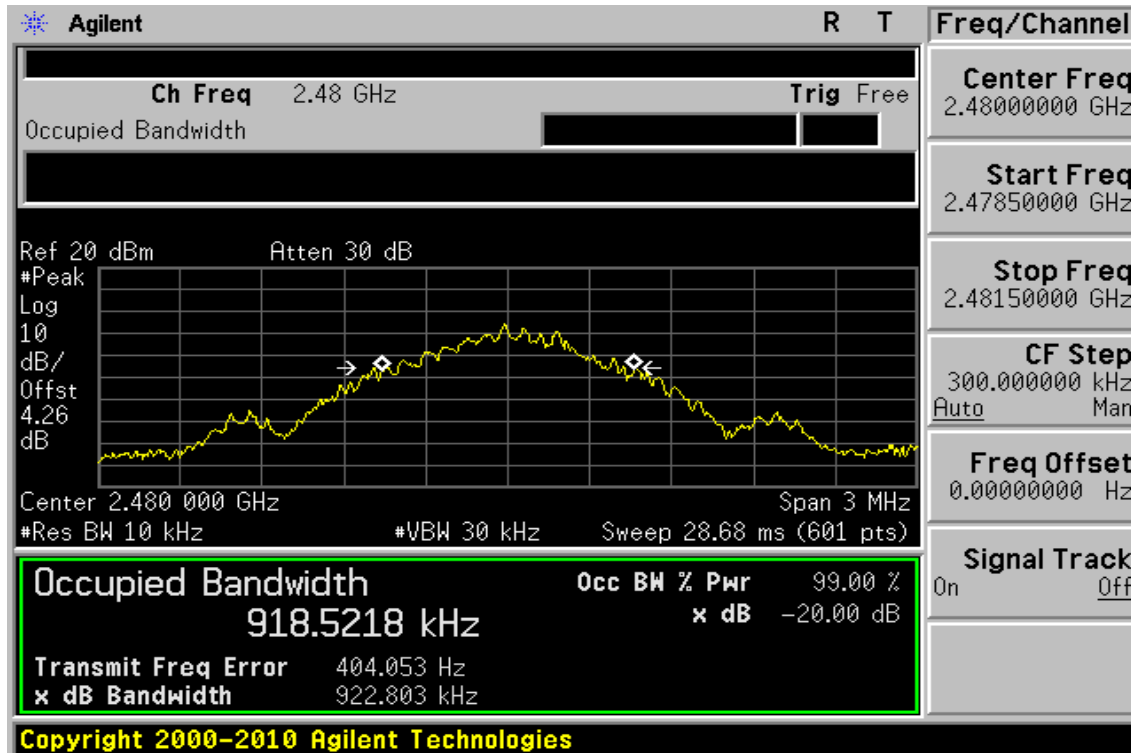 Agilent R T Freq/Channel
Ch Freq 2.48 GHz Trig Free
Occupied Bandwidth
Center Freq
2.48000000 GHz
Start Freq
2.47850000 GHz
Stop Freq
2.48150000 GHz
CF Step
300.000000 kHz
Auto Man
Freq Offset
0.00000000 Hz
Signal Track
On Off
Ref 20 dBm Atten 30 dB
#Peak
Log
10
dB/
Offst
4.26
dB
Center 2.480 000 GHz Span 3 MHz
#Res BW 10 kHz #VBW 30 kHz Sweep 28.68 ms (601 pts)
Occupied Bandwidth
918.5218 kHz
Occ BW % Pwr 99.00 %
x dB -20.00 dB
Transmit Freq Error 404.053 Hz
x dB Bandwidth 922.803 kHz
Copyright 2000-2010 Agilent Technologies